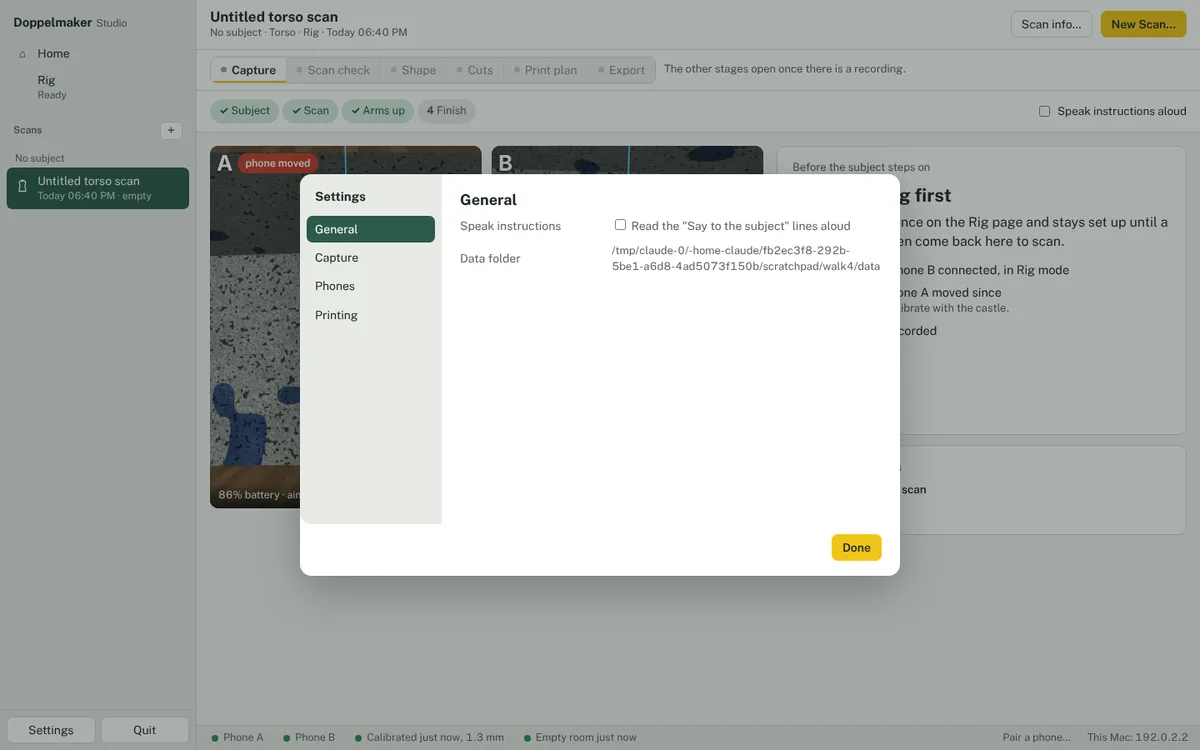 Doppelmaker Studio
Home
Rig
Ready
Scans
+
No subject
Untitled torso scan
Today 06:40 PM · empty
Settings
Quit
Untitled torso scan
No subject · Torso · Rig · Today 06:40 PM
Scan info...
New Scan...
Capture
Scan check
Shape
Cuts
Print plan
Export
The other stages open once there is a recording.
Subject
Scan
Arms up
4 Finish
Speak instructions aloud
A
phone moved
B
86% battery
Before the subject steps on
first
once on the Rig page and stays set up until a
come back here to scan.
B connected, in Rig mode
A moved since
with the castle.
scan
Settings
General
Capture
Phones
Printing
General
Speak instructions
Read the "Say to the subject" lines aloud
Data folder
/tmp/claude-0/-home-claude/fb2ec3f8-292b-
5be1-a6d8-4ad5073f150b/scratchpad/walk4/data
Done
Phone A
Phone B
Calibrated just now, 1.3 mm
Empty room just now
Pair a phone...
This Mac: 192.0.2.2